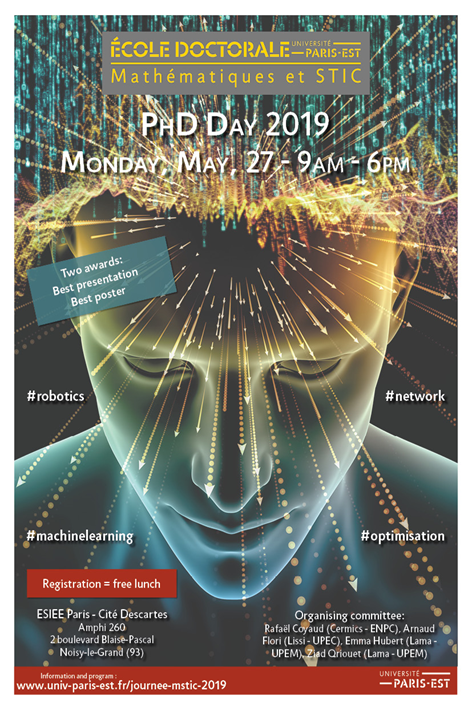 ÉCOLE DOCTORALE UNIVERSITÉ PARIS-EST
Mathématiques et STIC
PhD Day 2019
Monday, May, 27 - 9am - 6pm
Two awards:
Best presentation
Best poster
#robotics
#network
#machinelearning
#optimisation
Registration = free lunch
ESIEE Paris - Cité Descartes
Amphi 260
2 boulevard Blaise-Pascal
Noisy-le-Grand (93)
Organising committee:
Rafaël Coyaud (Cermics - ENPC), Arnaud
Flori (Lissi - UPEC), Emma Hubert (Lama -
UPEM), Ziad Qriouet (Lama - UPEM)
Information and program :
www.univ-paris-est.fr/journee-mstic-2019
UNIVERSITÉ
PARIS-EST